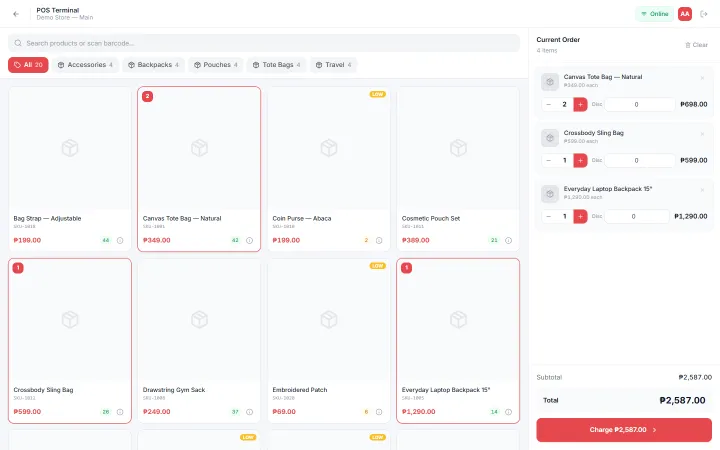 POS Terminal
Demo Store — Main
Online
AA
Search products or scan barcode...
All 20
Accessories 4
Backpacks 4
Pouches 4
Tote Bags 4
Travel 4
Bag Strap — Adjustable
₱199.00
44
2
Canvas Tote Bag — Natural
SKU-1001
₱349.00
42
LOW
Coin Purse — Abaca
₱199.00
2
Cosmetic Pouch Set
₱389.00
21
1
Crossbody Sling Bag
₱599.00
Drawstring Gym Sack
₱249.00
37
LOW
Embroidered Patch
₱69.00
1
Everyday Laptop Backpack 15"
₱1,290.00
14
LOW
LOW
Current Order
4 items
Clear
Canvas Tote Bag — Natural
₱349.00 each
− 2 + Disc 0 ₱698.00
Crossbody Sling Bag
₱599.00 each
− 1 + Disc 0 ₱599.00
Everyday Laptop Backpack 15"
₱1,290.00 each
− 1 + Disc 0 ₱1,290.00
Subtotal ₱2,587.00
Total ₱2,587.00
Charge ₱2,587.00